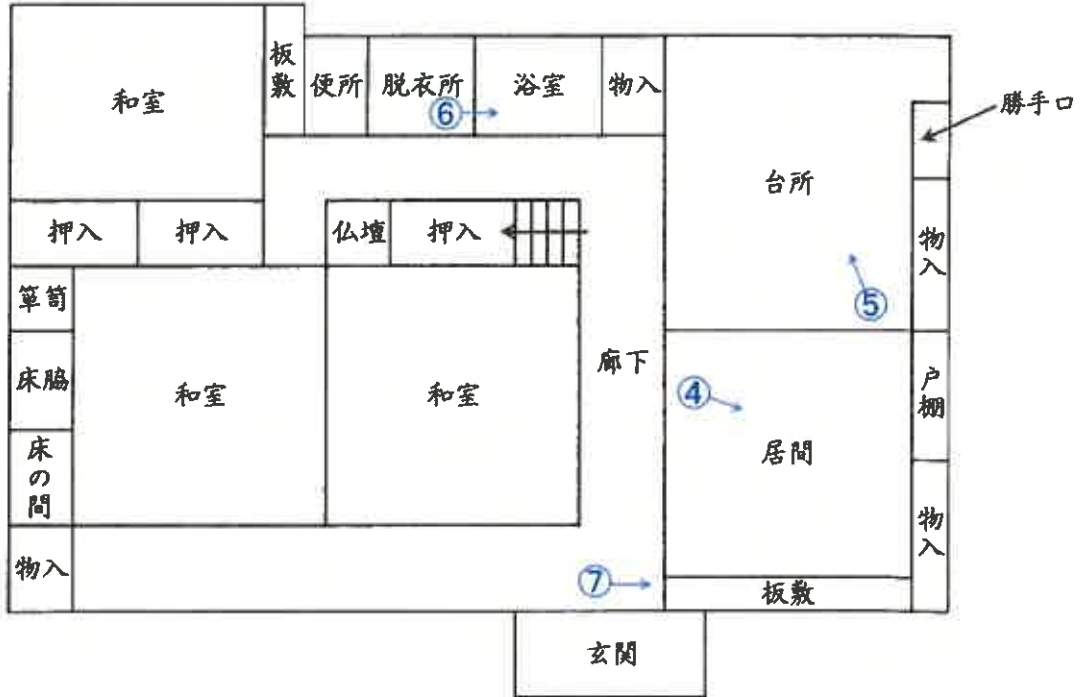 板敷
便所
脱衣所
浴室
物入
和室
⑥
勝手口
台所
押入
押入
仏壇
押入
物入
箪笥
⑤
廊下
床脇
和室
和室
④
戸棚
居間
床の間
物入
物入
⑦
板敷
玄関